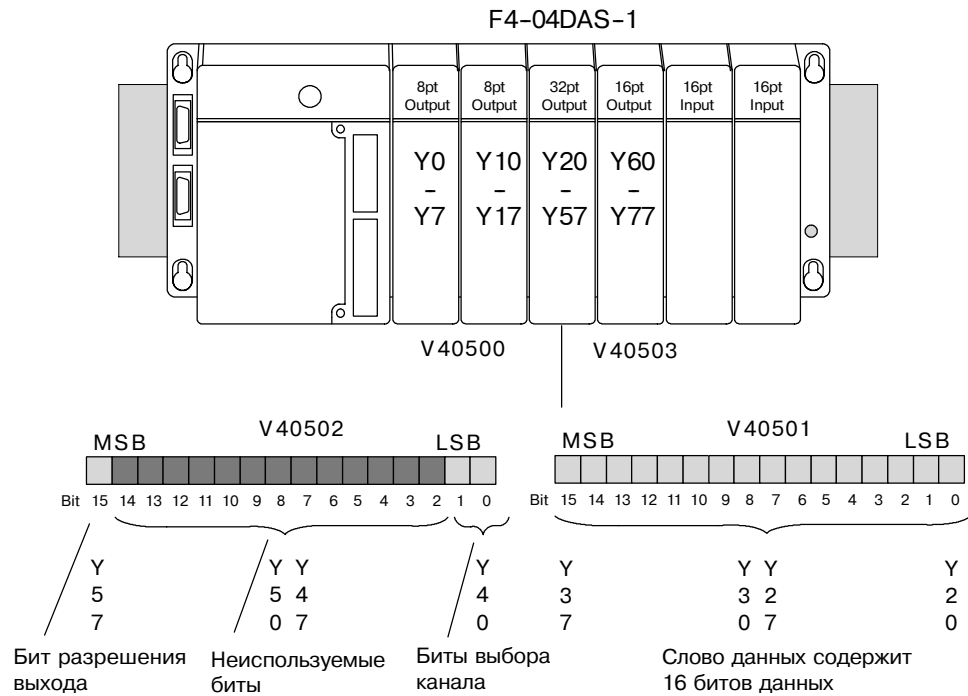 F4-04DAS-1
8pt 8pt 32pt 16pt 16pt 16pt
Output Output Output Output Input Input
Y0 Y10 Y20 Y60
- - - -
Y7 Y17 Y57 Y77
V40500 V40503
MSB V40502 LSB MSB V40501 LSB
Bit 15 14 13 12 11 10 9 8 7 6 5 4 3 2 1 0 Bit 15 14 13 12 11 10 9 8 7 6 5 4 3 2 1 0
Y Y Y Y Y Y Y Y
5 5 4 4 3 3 2 2
7 0 7 0 7 0 7 0
Бит разрешения
выхода
Неиспользуемые
биты
Биты выбора
канала
Слово данных содержит
16 битов данных